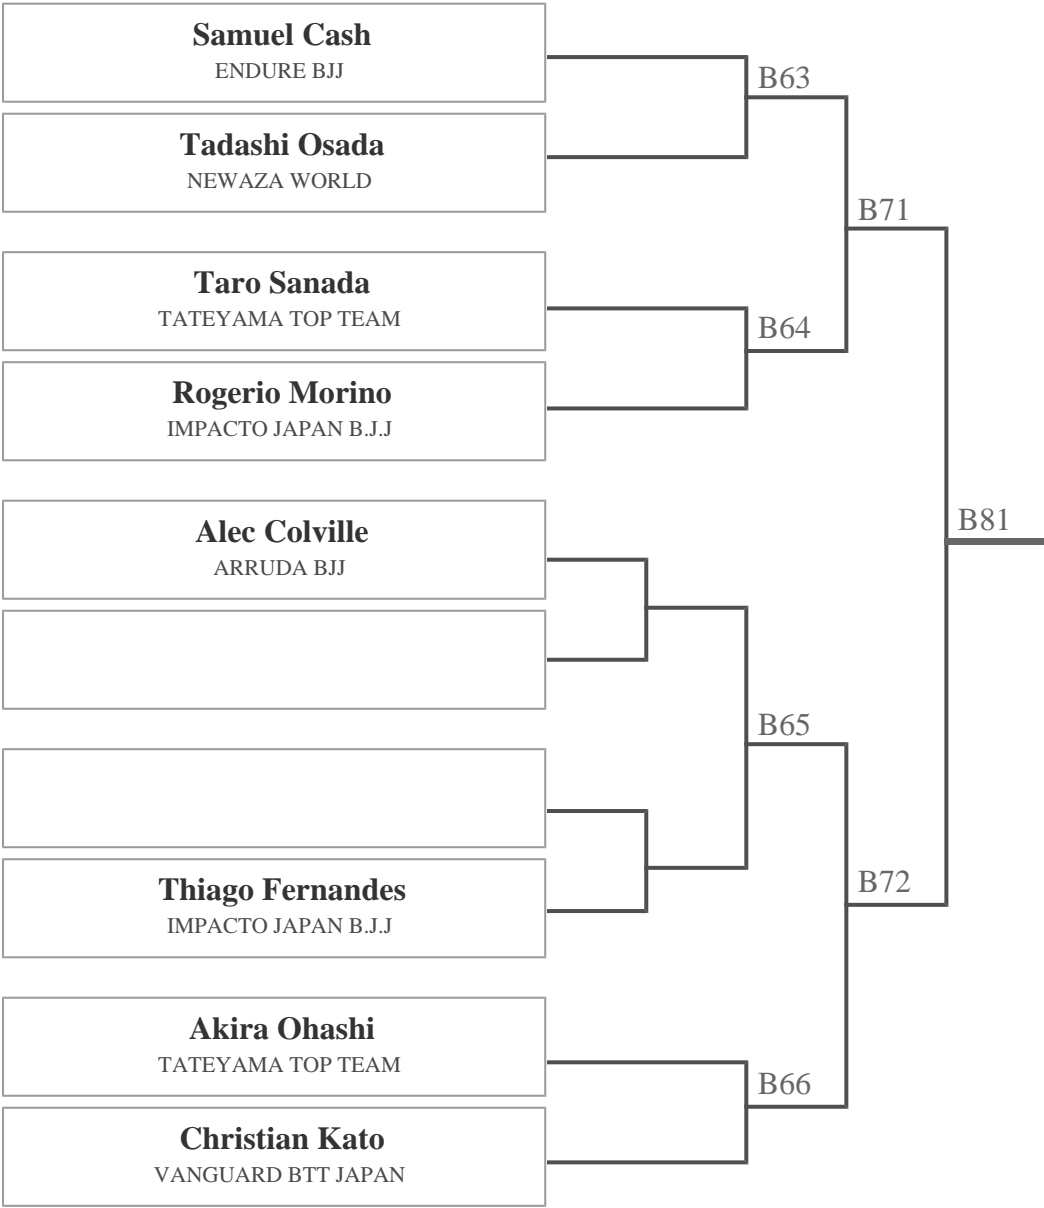 Samuel Cash
ENDURE BJJ
B63
Tadashi Osada
NEWAZA WORLD
B71
Taro Sanada
TATEYAMA TOP TEAM
B64
Rogerio Morino
IMPACTO JAPAN B.J.J
Alec Colville
ARRUDA BJJ
B81
B65
Thiago Fernandes
IMPACTO JAPAN B.J.J
B72
Akira Ohashi
TATEYAMA TOP TEAM
B66
Christian Kato
VANGUARD BTT JAPAN